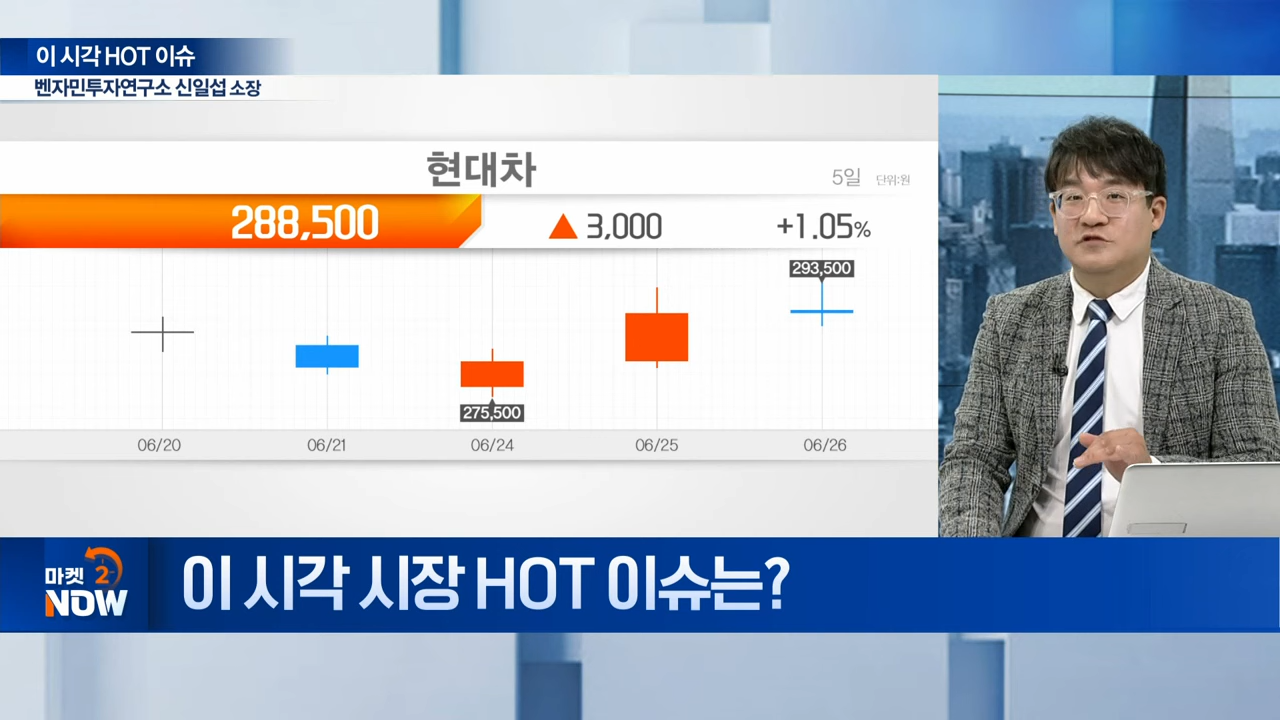 이 시각 HOT 이슈
벤자민투자연구소 신일섭 소장
현대차
5일 단위:원
288,500 ▲ 3,000 +1.05%
293,500
275,500
06/20 06/21 06/24 06/25 06/26
마켓 2
NOW
이 시각 시장 HOT 이슈는?